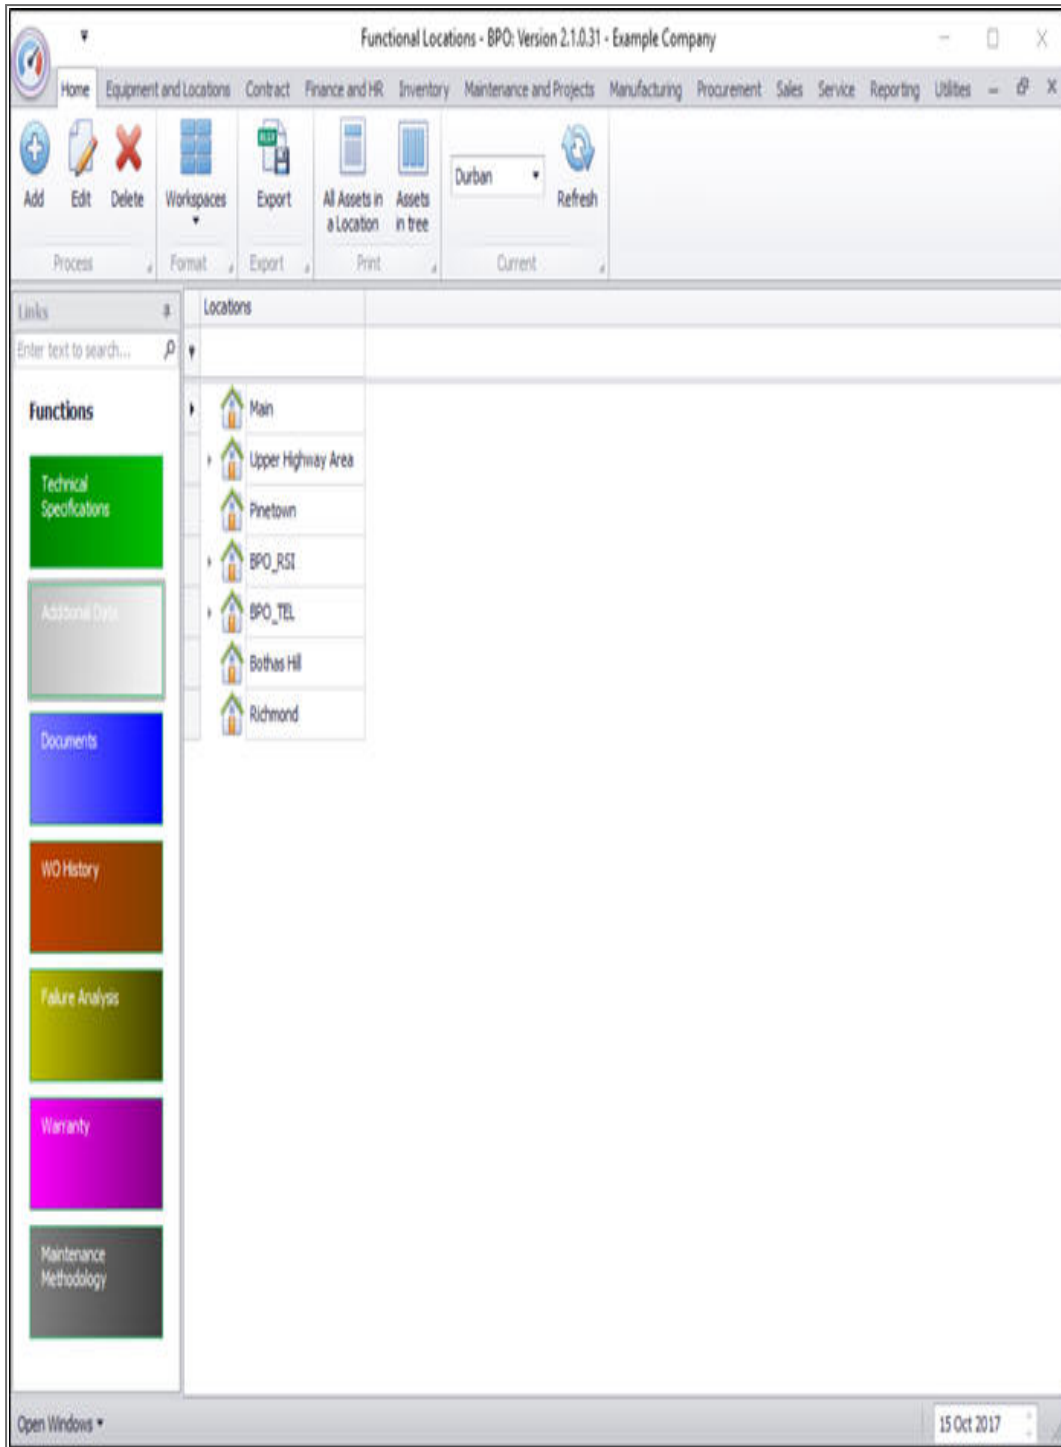 Functional Locations - BPO: Version 2.1.0.31 - Example Company
Home Equipment and Locations Contract Finance and HR Inventory Maintenance and Projects Manufacturing Procurement Sales Service Reporting Utilities
Add Edit Delete Workspaces Export All Assets in a Location Assets in tree Durban Refresh
Process Format Export Print Current
Links
Enter text to search...
Functions
Technical
Specifications
Additional Data
Documents
WO History
Failure Analysis
Warranty
Maintenance
Methodology
Locations
Main
Upper Highway Area
Pinetown
BPO_RSI
BPO_TEL
Bothas Hill
Richmond
Open Windows
15 Oct 2017